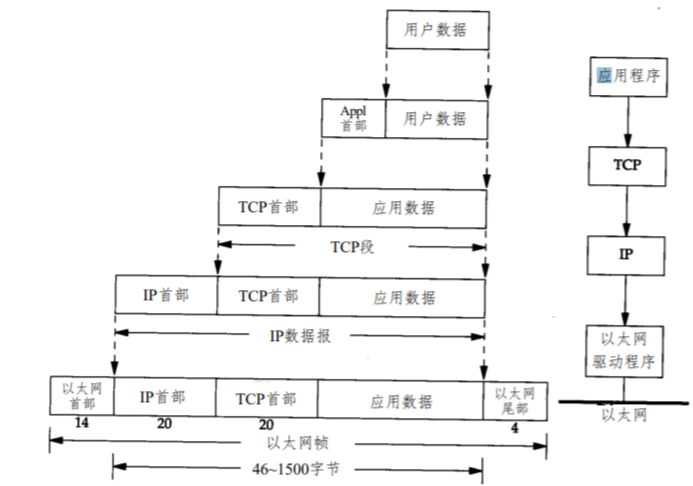 用户数据
Appl
首部
用户数据
TCP首部
应用数据
TCP段
IP首部
TCP首部
应用数据
IP数据报
以太网
首部
IP首部
TCP首部
应用数据
以太网
尾部
14
20
20
4
以太网帧
46~1500字节
应用程序
TCP
IP
以太网
驱动程序
以太网